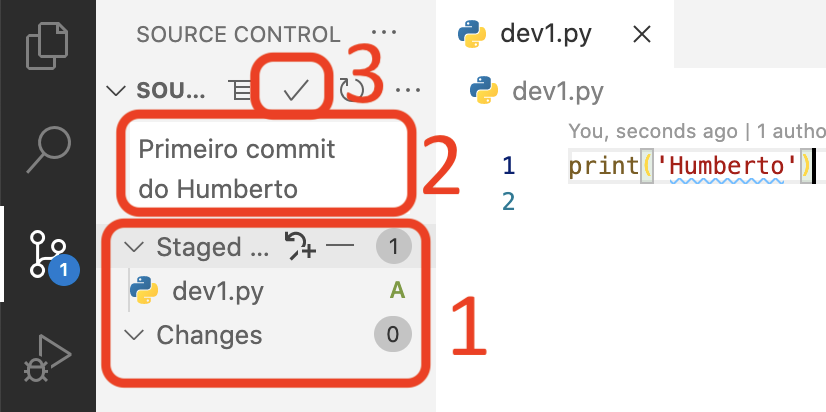 SOURCE CONTROL ...
SOU... ...
3
Primeiro commit
do Humberto
2
Staged ... 1
dev1.py A
Changes 0
1
1
dev1.py
dev1.py
You, seconds ago | 1 autho
1 print('Humberto')
2